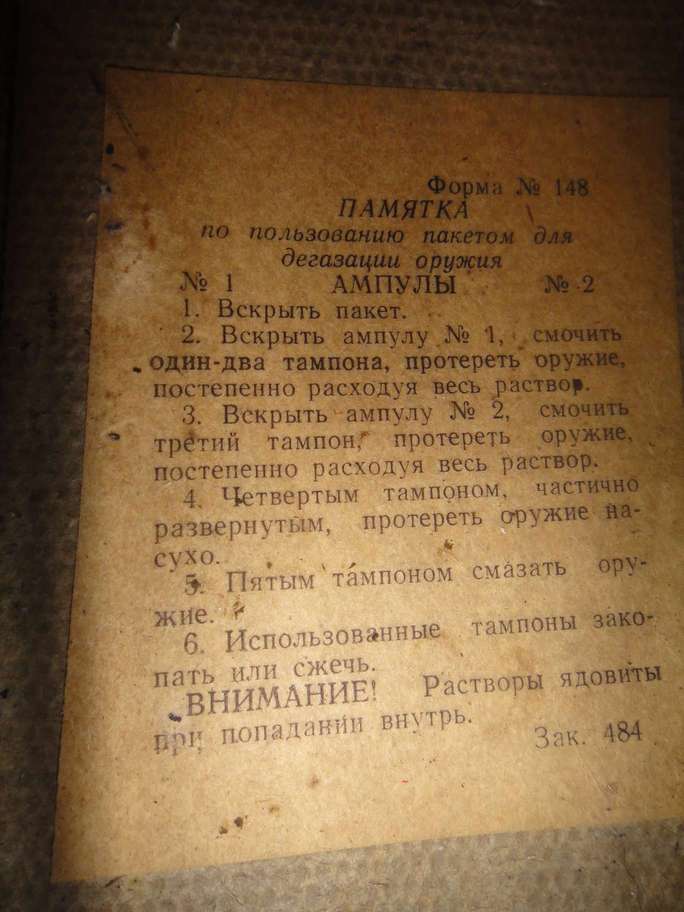 Форма № 148
ПАМЯТКА
по пользованию пакетом для
дегазации оружия
№ 1 АМПУЛЫ № 2
1. Вскрыть пакет.
2. Вскрыть ампулу № 1, смочить
один-два тампона, протереть оружие,
постепенно расходуя весь раствор.
3. Вскрыть ампулу № 2, смочить
третий тампон, протереть оружие,
постепенно расходуя весь раствор.
4. Четвертым тампоном, частично
развернутым, протереть оружие на-
сухо.
5. Пятым тампоном смазать ору-
жие.
6. Использованные тампоны зако-
пать или сжечь.
ВНИМАНИЕ! Растворы ядовиты
при попадании внутрь.
Зак. 484